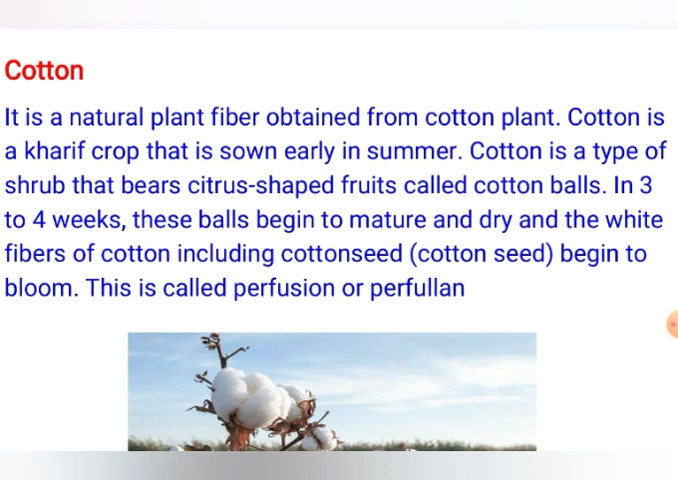 Cotton
It is a natural plant fiber obtained from cotton plant. Cotton is
a kharif crop that is sown early in summer. Cotton is a type of
shrub that bears citrus-shaped fruits called cotton balls. In 3
to 4 weeks, these balls begin to mature and dry and the white
fibers of cotton including cottonseed (cotton seed) begin to
bloom. This is called perfusion or perfullan